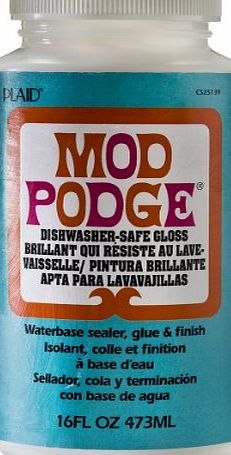 PLAID® CS25139
MOD
PODGE®
DISHWASHER-SAFE GLOSS
BRILLANT QUI RÉSISTE AU LAVE-
VAISSELLE/ PINTURA BRILLANTE
APTA PARA LAVAVAJILLAS
Waterbase sealer, glue & finish
Isolant, colle et finition
à base d'eau
Sellador, cola y terminación
con base de agua
16FL OZ 473ML